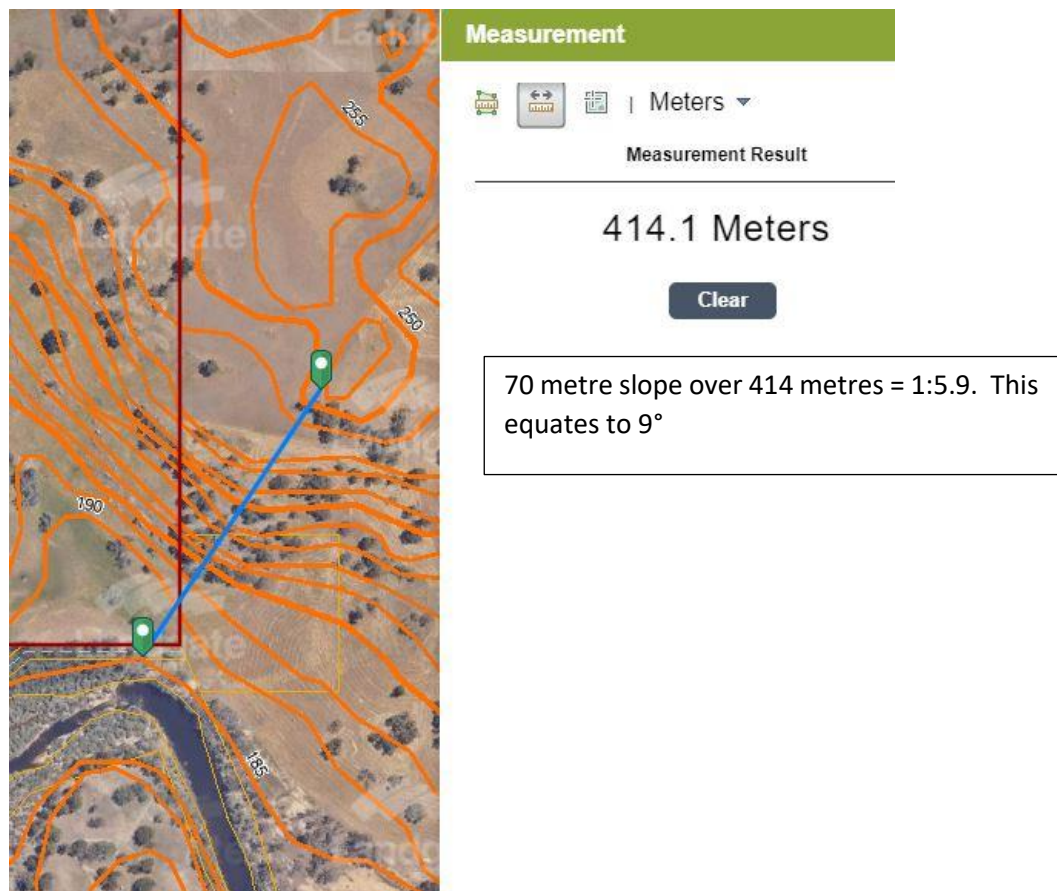 Landgate
Measurement
| Meters
Measurement Result
414.1 Meters
Clear
70 metre slope over 414 metres = 1:5.9. This
equates to 9°
255
Landgate
250
190
185